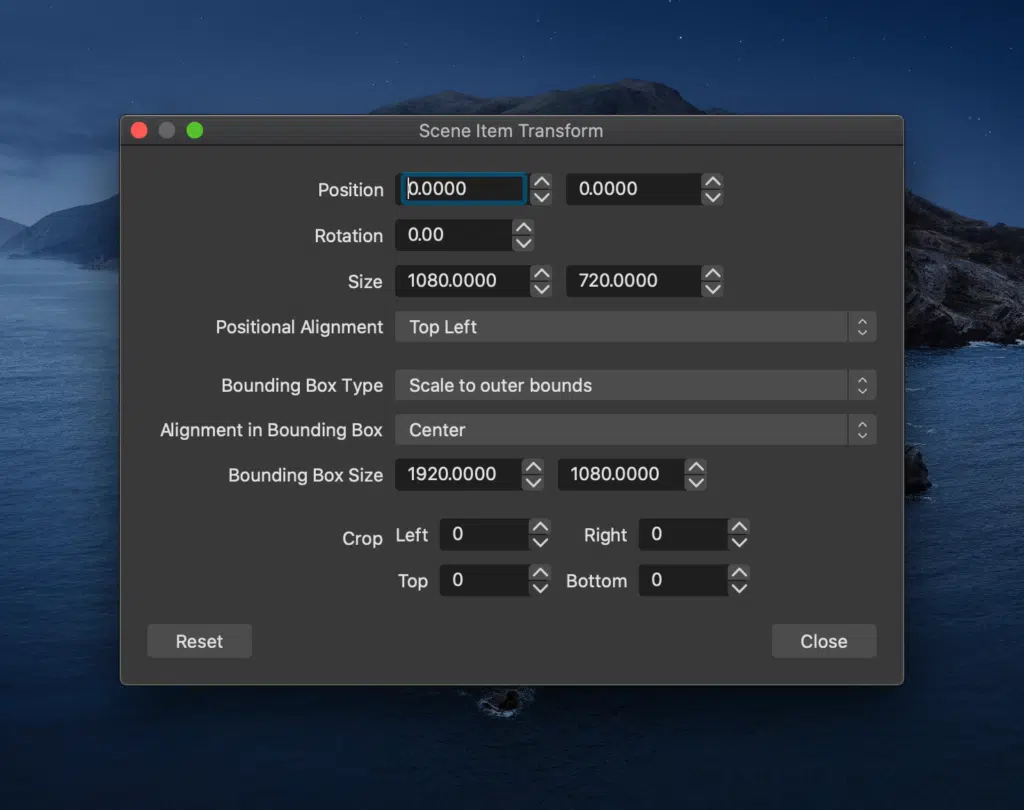 Scene Item Transform
Position 0.0000 0.0000
Rotation 0.00
Size 1080.0000 720.0000
Positional Alignment Top Left
Bounding Box Type Scale to outer bounds
Alignment in Bounding Box Center
Bounding Box Size 1920.0000 1080.0000
Crop Left 0 Right 0
Top 0 Bottom 0
Reset Close